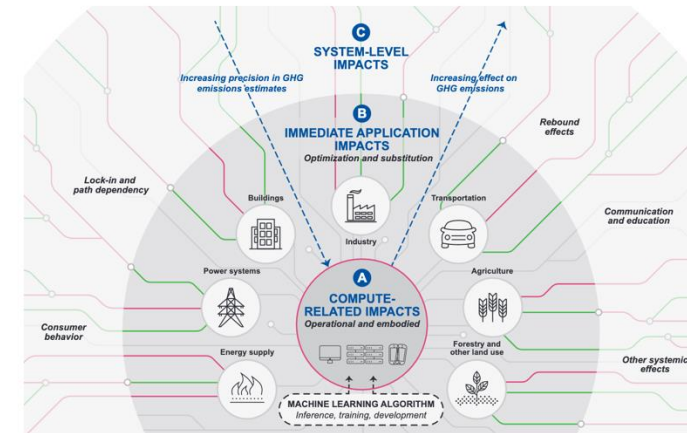 C
SYSTEM-LEVEL
IMPACTS
Increasing precision in GHG
emissions estimates
Increasing effect on
GHG emissions
B
IMMEDIATE APPLICATION
IMPACTS
Optimization and substitution
Rebound
effects
Lock-in and
path dependency
Buildings
Industry
Transportation
Communication
and education
A
COMPUTE-
RELATED IMPACTS
Operational and embodied
Power systems
Agriculture
Consumer
behavior
Energy supply
Forestry and
other land use
Other systemic
effects
MACHINE LEARNING ALGORITHM
Inference, training, development